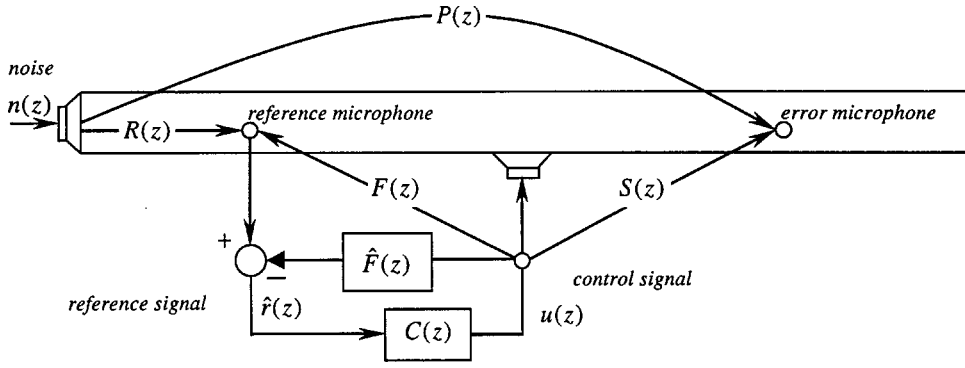 P(z)
noise
n(z)
R(z)
reference microphone
error microphone
F(z)
S(z)
+
F̂(z)
−
control signal
reference signal
r̂(z)
C(z)
u(z)